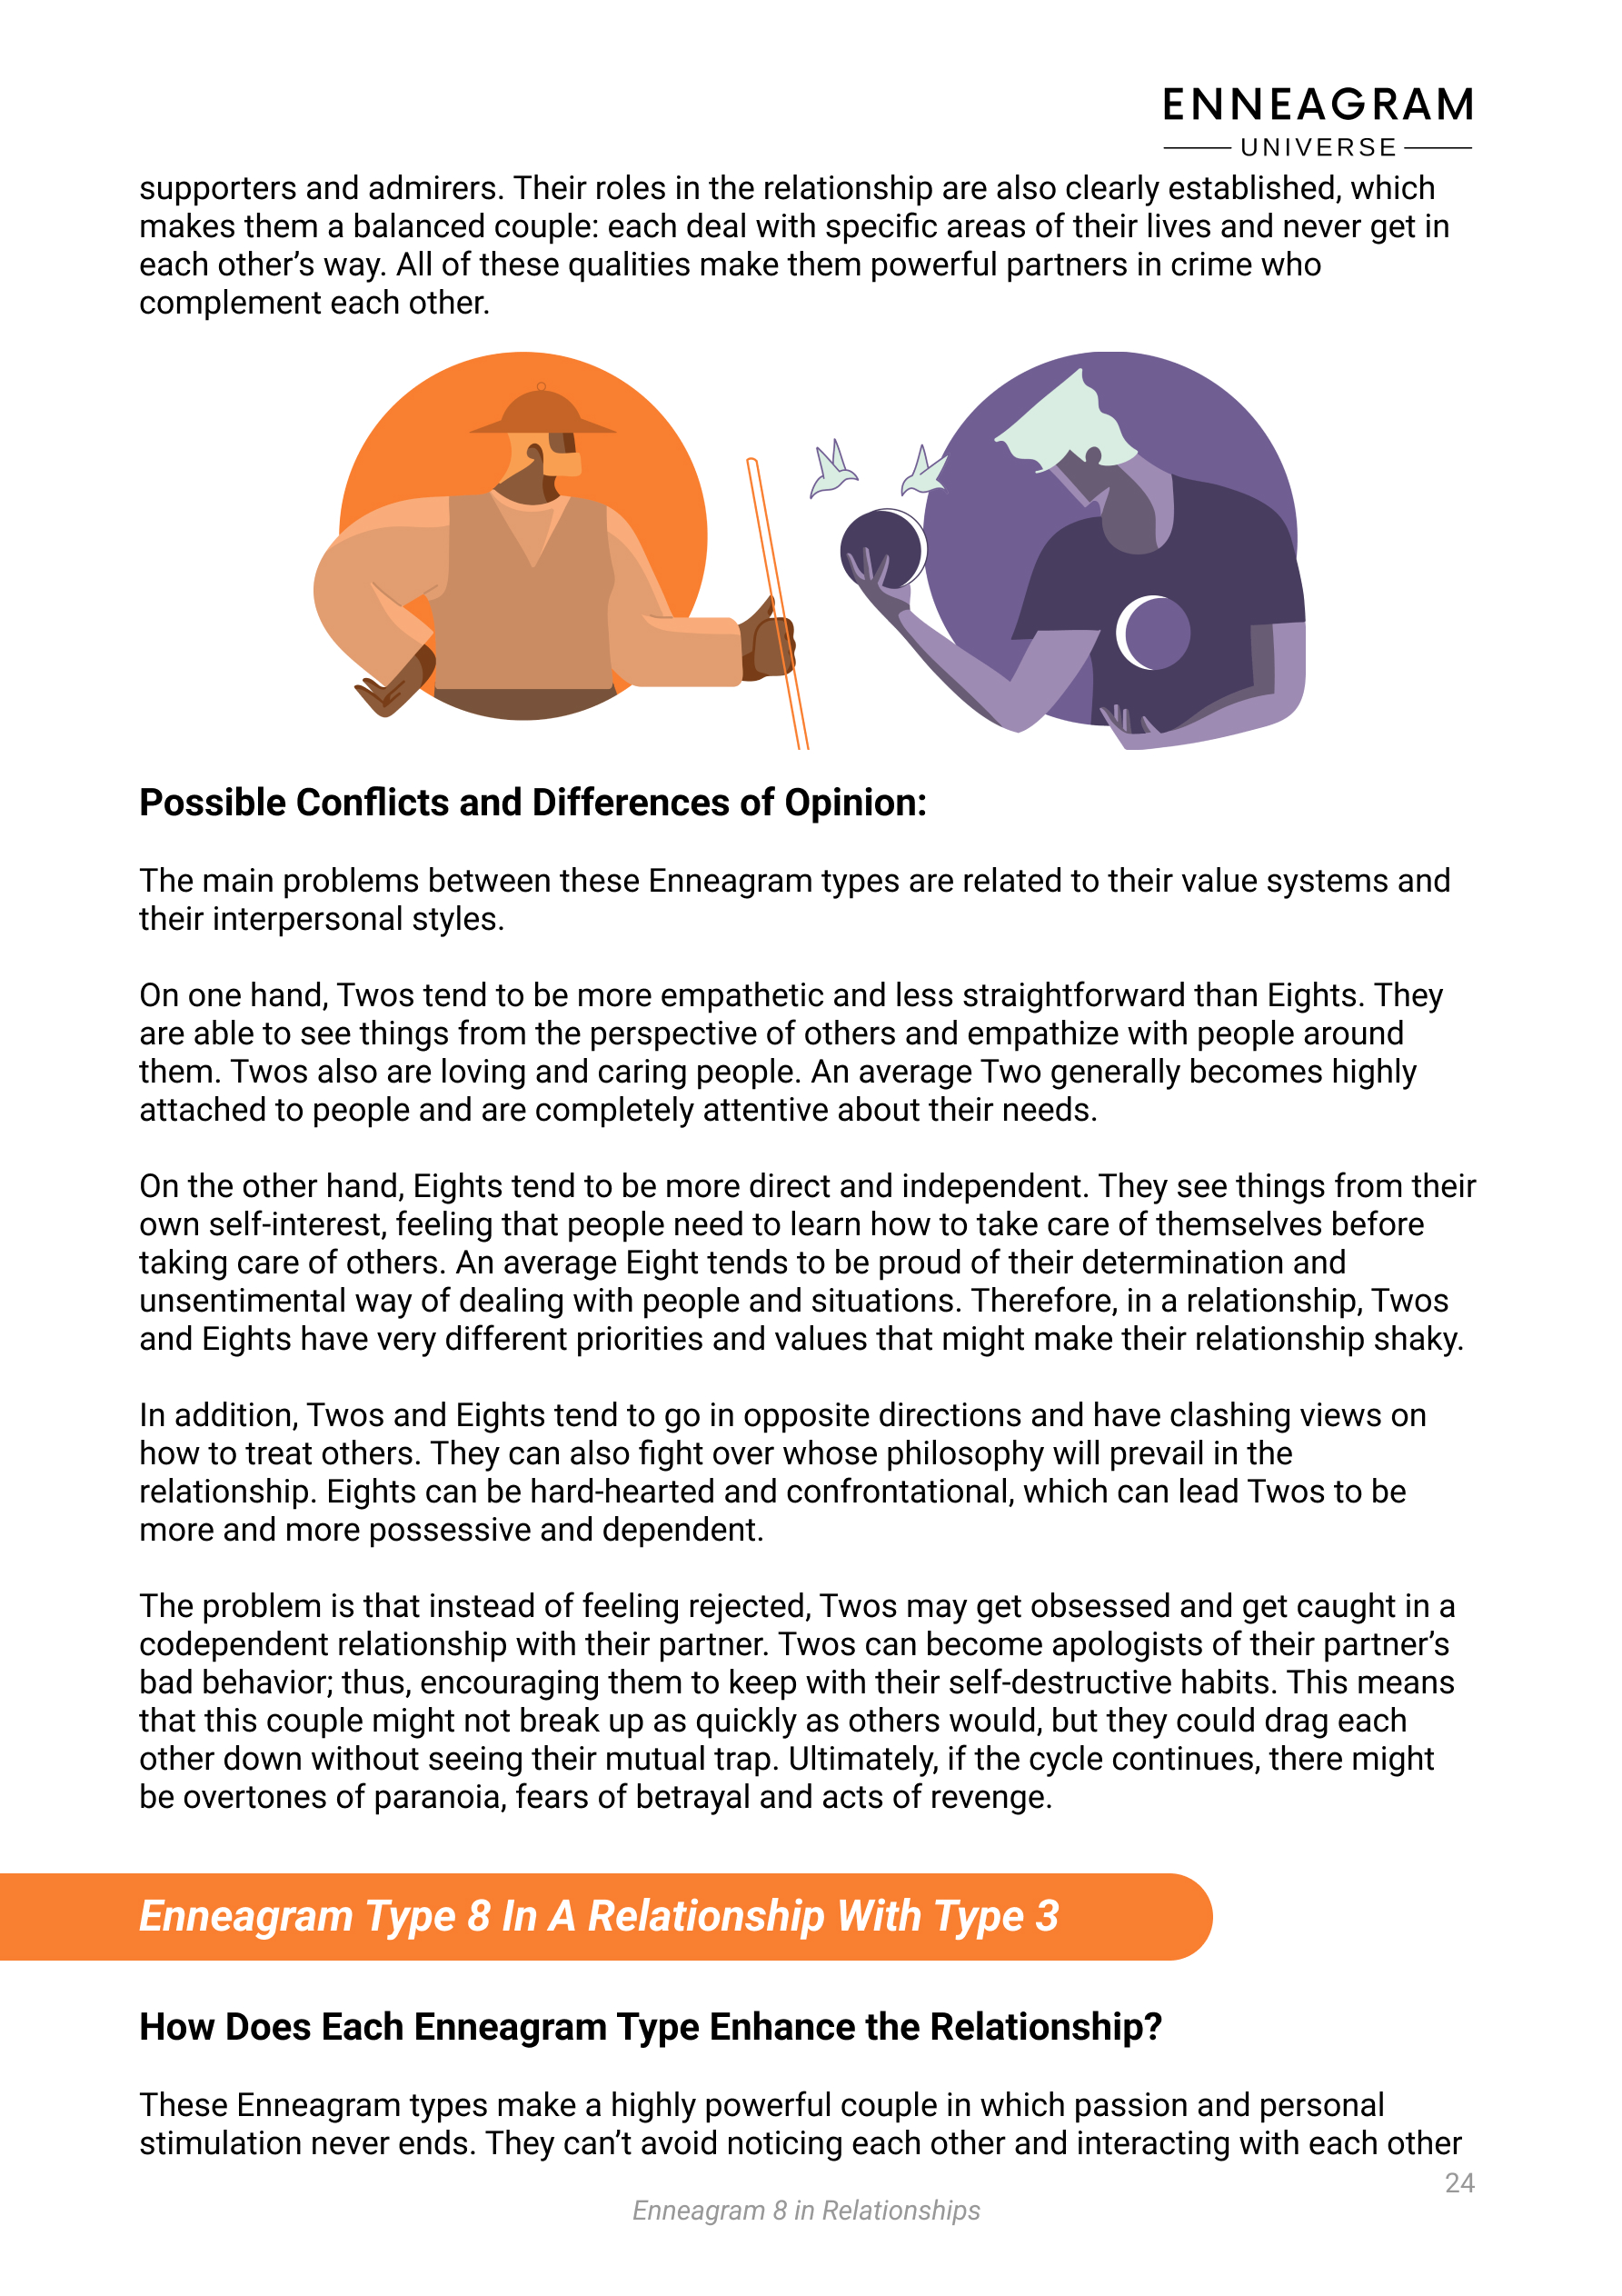 ENNEAGRAM
UNIVERSE
supporters and admirers. Their roles in the relationship are also clearly established, which
makes them a balanced couple: each deal with specific areas of their lives and never get in
each other’s way. All of these qualities make them powerful partners in crime who
complement each other.
Possible Conflicts and Differences of Opinion:
The main problems between these Enneagram types are related to their value systems and
their interpersonal styles.
On one hand, Twos tend to be more empathetic and less straightforward than Eights. They
are able to see things from the perspective of others and empathize with people around
them. Twos also are loving and caring people. An average Two generally becomes highly
attached to people and are completely attentive about their needs.
On the other hand, Eights tend to be more direct and independent. They see things from their
own self-interest, feeling that people need to learn how to take care of themselves before
taking care of others. An average Eight tends to be proud of their determination and
unsentimental way of dealing with people and situations. Therefore, in a relationship, Twos
and Eights have very different priorities and values that might make their relationship shaky.
In addition, Twos and Eights tend to go in opposite directions and have clashing views on
how to treat others. They can also fight over whose philosophy will prevail in the
relationship. Eights can be hard-hearted and confrontational, which can lead Twos to be
more and more possessive and dependent.
The problem is that instead of feeling rejected, Twos may get obsessed and get caught in a
codependent relationship with their partner. Twos can become apologists of their partner’s
bad behavior; thus, encouraging them to keep with their self-destructive habits. This means
that this couple might not break up as quickly as others would, but they could drag each
other down without seeing their mutual trap. Ultimately, if the cycle continues, there might
be overtones of paranoia, fears of betrayal and acts of revenge.
Enneagram Type 8 In A Relationship With Type 3
How Does Each Enneagram Type Enhance the Relationship?
These Enneagram types make a highly powerful couple in which passion and personal
stimulation never ends. They can’t avoid noticing each other and interacting with each other
24
Enneagram 8 in Relationships